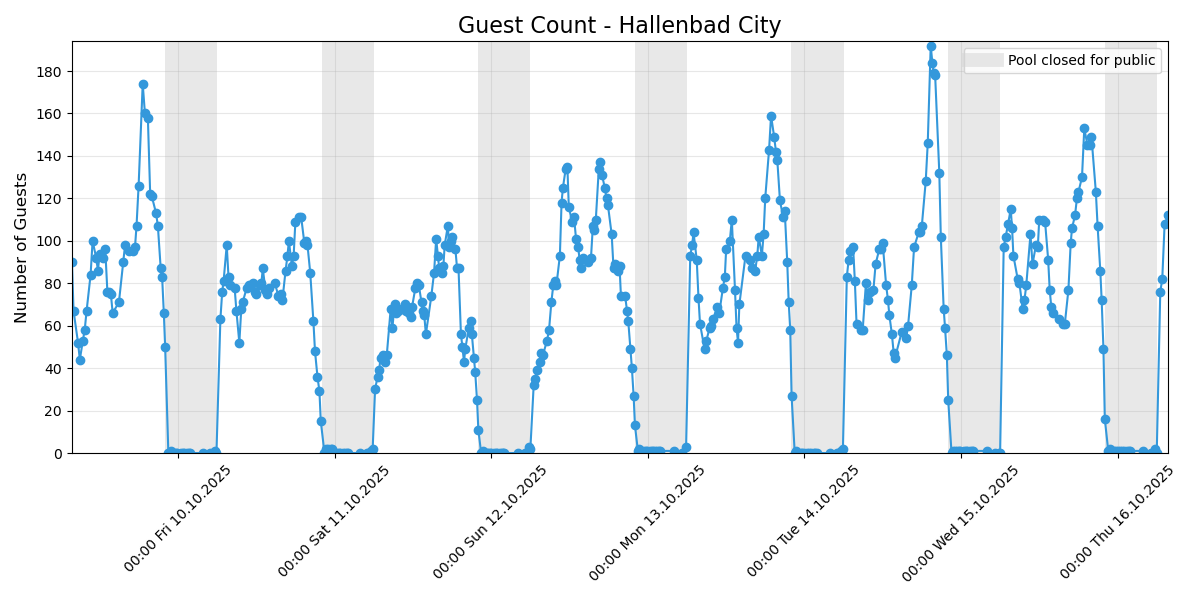 Guest Count - Hallenbad City
Pool closed for public
Number of Guests
180
160
140
120
100
80
60
40
20
0
00:00 Fri 10.10.2025
00:00 Sat 11.10.2025
00:00 Sun 12.10.2025
00:00 Mon 13.10.2025
00:00 Tue 14.10.2025
00:00 Wed 15.10.2025
00:00 Thu 16.10.2025